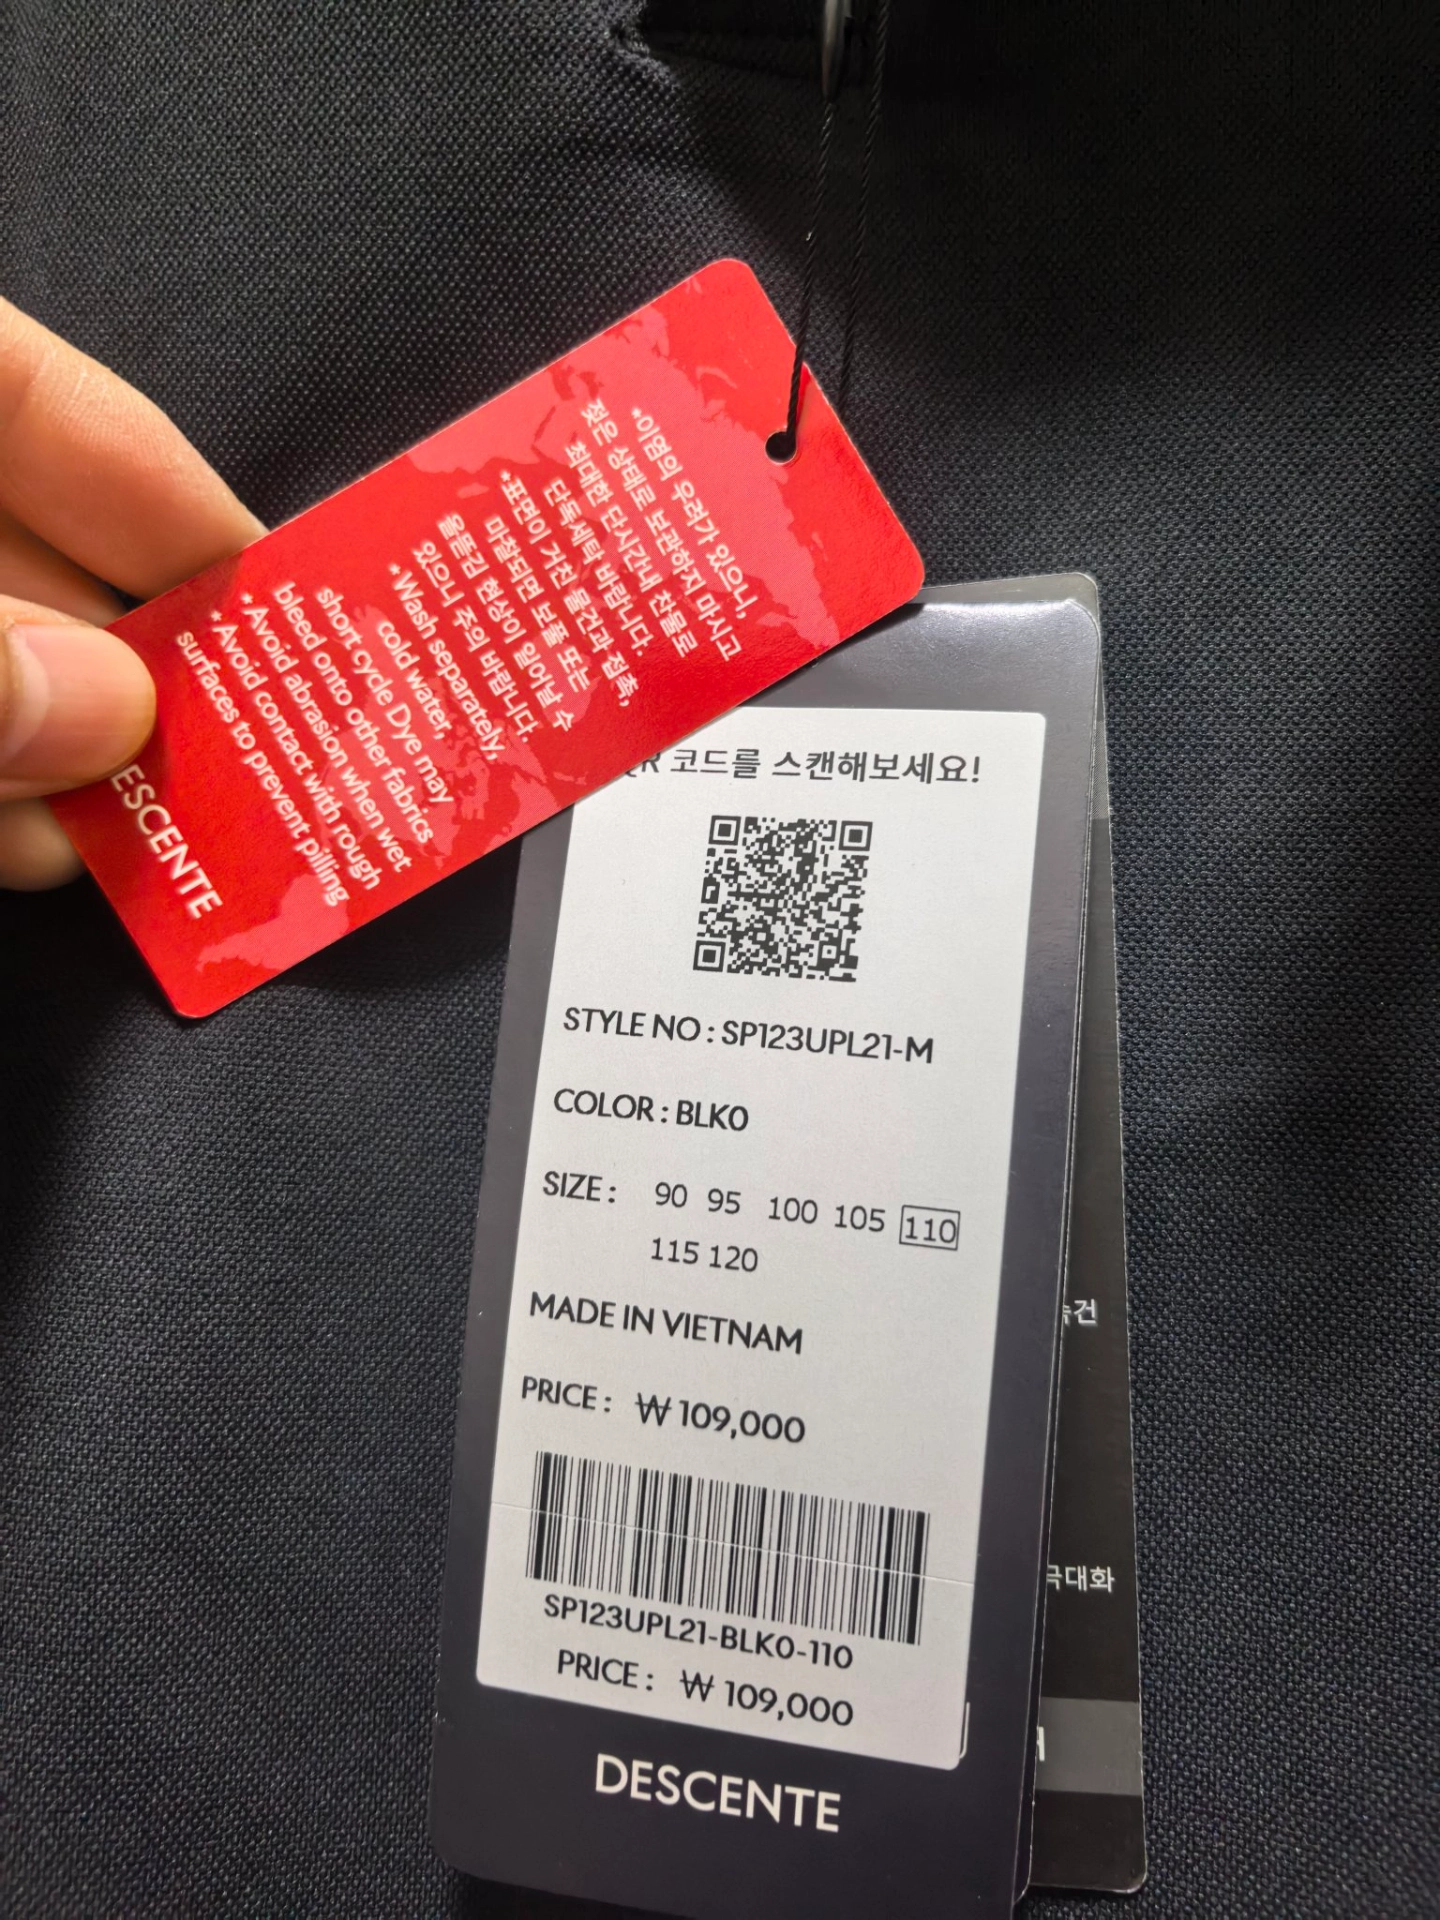 *이염의 우려가 있으니,
젖은 상태로 보관하지 마시고
최대한 단시간내 찬물로
단독세탁 바랍니다.
*표면이 거친 물건과 접촉,
마찰되면 보풀 또는
올뜯김 현상이 일어날 수
있으니 주의 바랍니다.
*Wash separately,
cold water,
short cycle Dye may
bleed onto other fabrics
*Avoid abrasion when wet
*Avoid contact with rough
surfaces to prevent pilling
ESCENTE
QR 코드를 스캔해보세요!
STYLE NO : SP123UPL21-M
COLOR : BLK0
SIZE : 90 95 100 105 110
115 120
MADE IN VIETNAM
PRICE : ₩ 109,000
SP123UPL21-BLK0-110
PRICE : ₩ 109,000
DESCENTE
속건
극대화